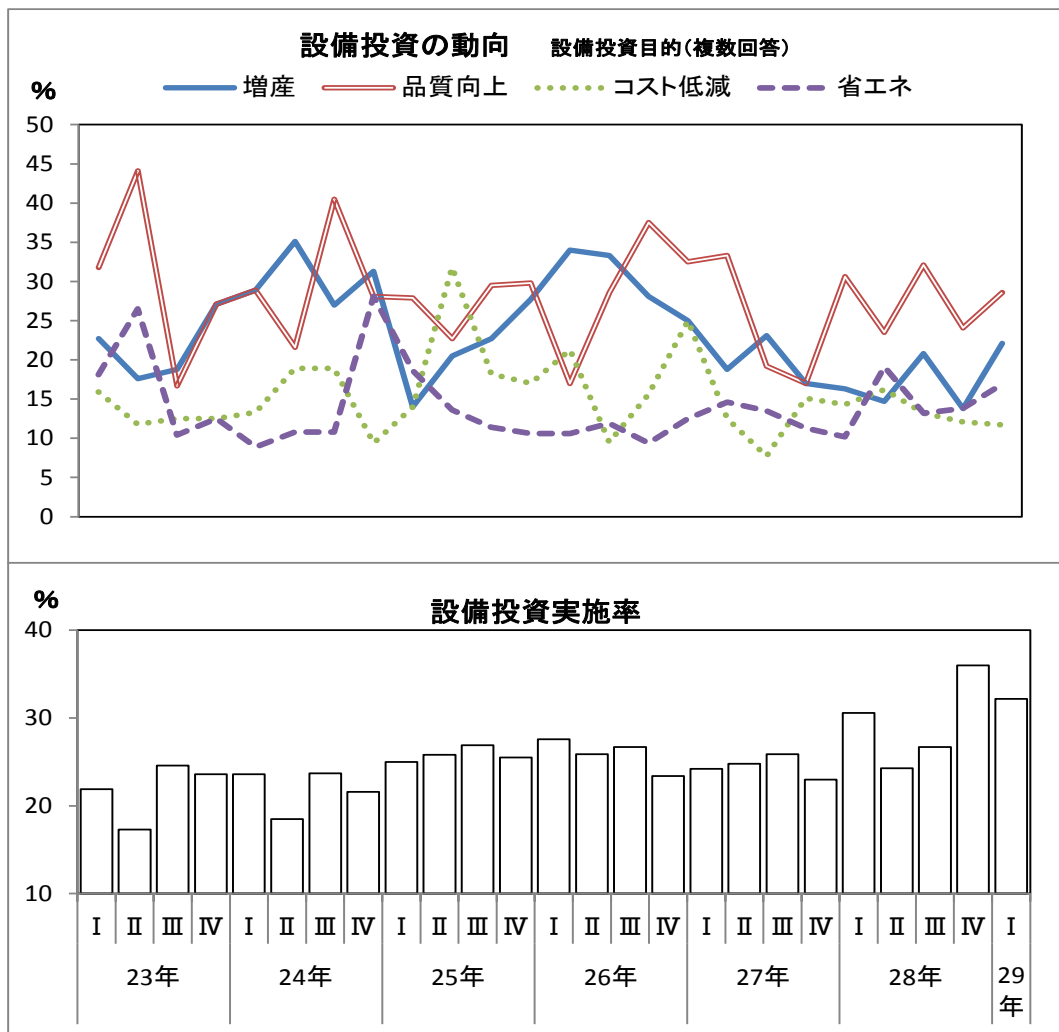 設備投資の動向 設備投資目的(複数回答)
増産 品質向上 コスト低減 省エネ
%
50
45
40
35
30
25
20
15
10
5
0
設備投資実施率
%
40
30
20
10
Ⅰ Ⅱ Ⅲ Ⅳ Ⅰ Ⅱ Ⅲ Ⅳ Ⅰ Ⅱ Ⅲ Ⅳ Ⅰ Ⅱ Ⅲ Ⅳ Ⅰ Ⅱ Ⅲ Ⅳ Ⅰ Ⅱ Ⅲ Ⅳ Ⅰ
23年 24年 25年 26年 27年 28年 29
年